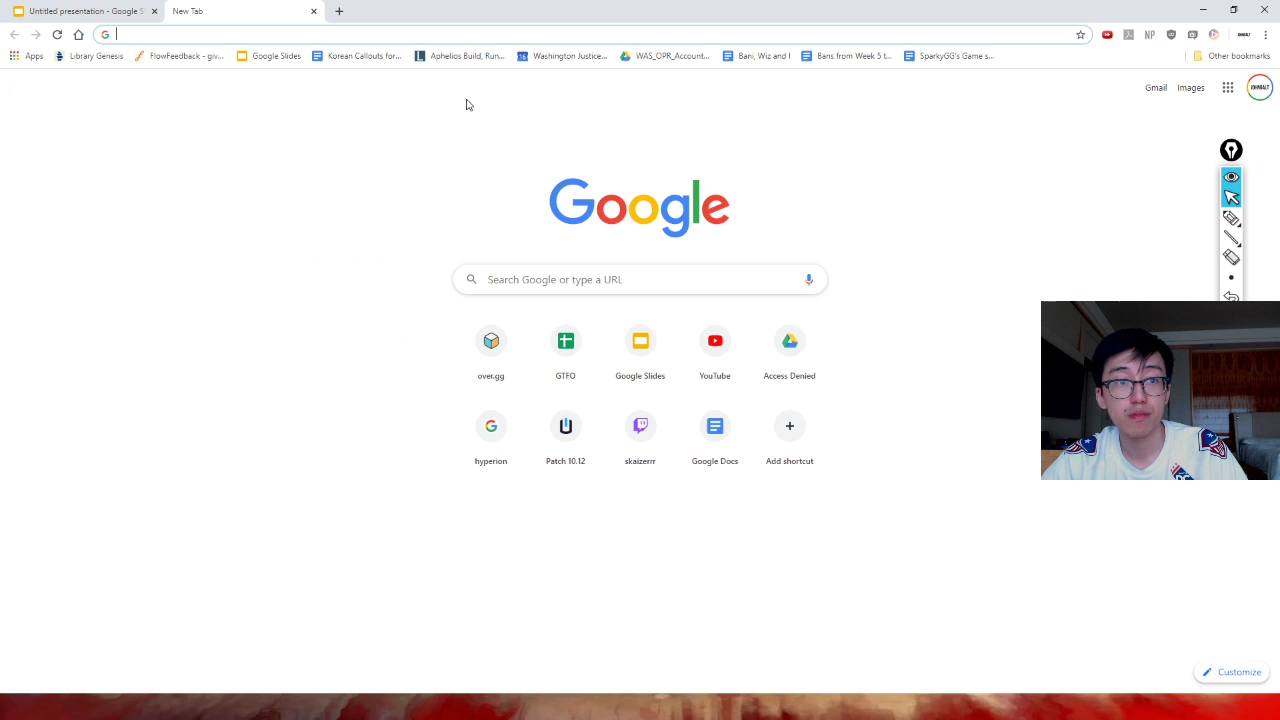 Untitled presentation - Google Sl
New Tab
Apps
Library Genesis
FlowFeedback - giv...
Google Slides
Korean Callouts for...
Aphelios Build, Run...
Washington Justice...
WAS_OPR_Account...
Bani, Wiz and I
Bans from Week 5 t...
SparkyGG's Game s...
Other bookmarks
Gmail
Images
Google
Search Google or type a URL
over.gg
GTFO
Google Slides
YouTube
Access Denied
hyperion
Patch 10.12
skaizerrr
Google Docs
Add shortcut
Customize